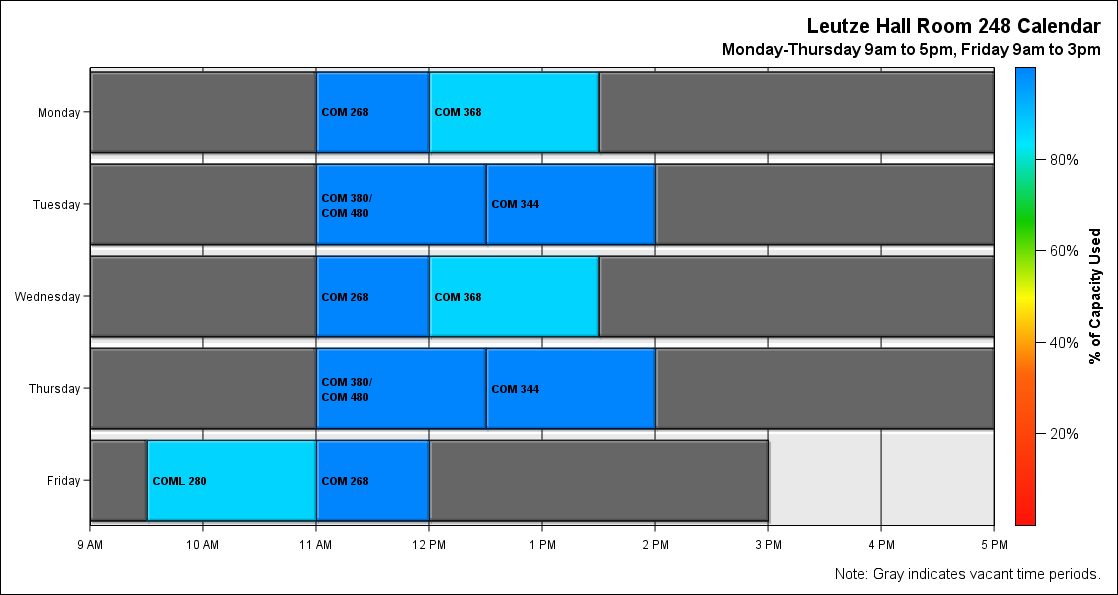 Leutze Hall Room 248 Calendar
Monday-Thursday 9am to 5pm, Friday 9am to 3pm
Monday
COM 268
COM 368
Tuesday
COM 380/
COM 480
COM 344
Wednesday
COM 268
COM 368
Thursday
COM 380/
COM 480
COM 344
Friday
COML 280
COM 268
9 AM
10 AM
11 AM
12 PM
1 PM
2 PM
3 PM
4 PM
5 PM
80%
60%
40%
20%
% of Capacity Used
Note: Gray indicates vacant time periods.